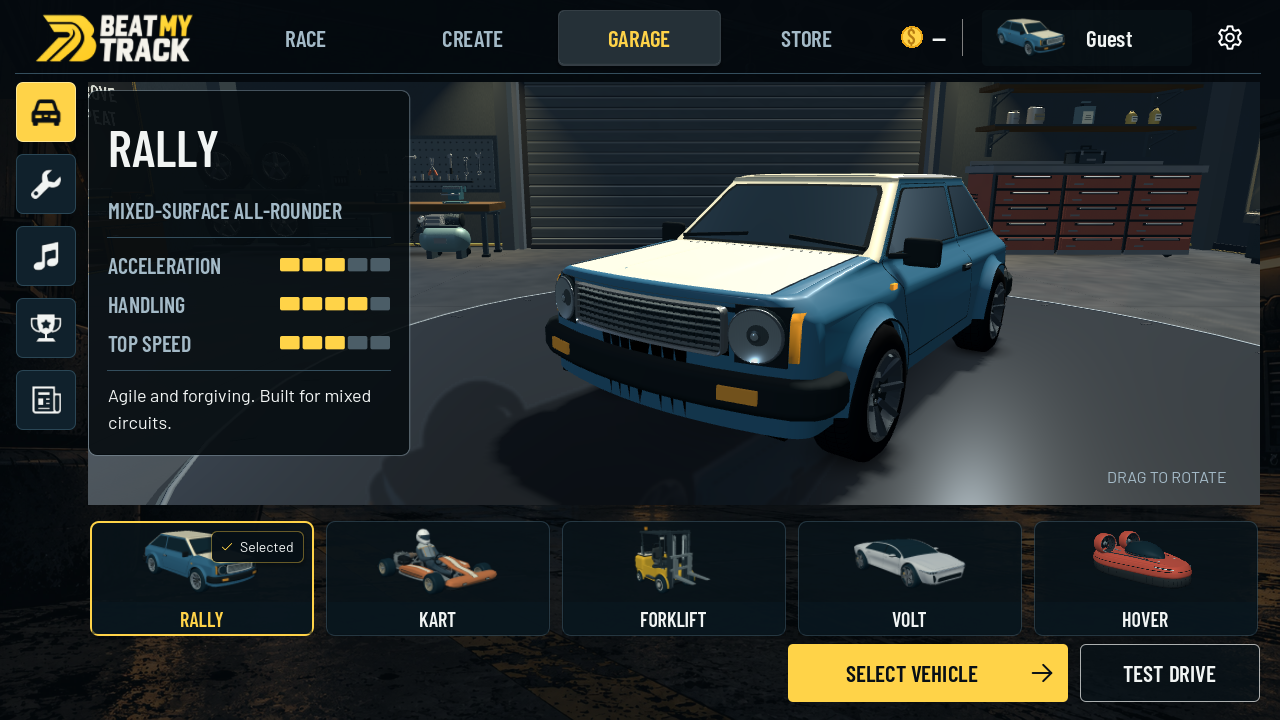 BEAT MY
TRACK
RACE
CREATE
GARAGE
STORE
–
Guest
RALLY
MIXED-SURFACE ALL-ROUNDER
ACCELERATION
HANDLING
TOP SPEED
Agile and forgiving. Built for mixed
circuits.
DRAG TO ROTATE
Selected
RALLY
KART
FORKLIFT
VOLT
HOVER
SELECT VEHICLE
TEST DRIVE